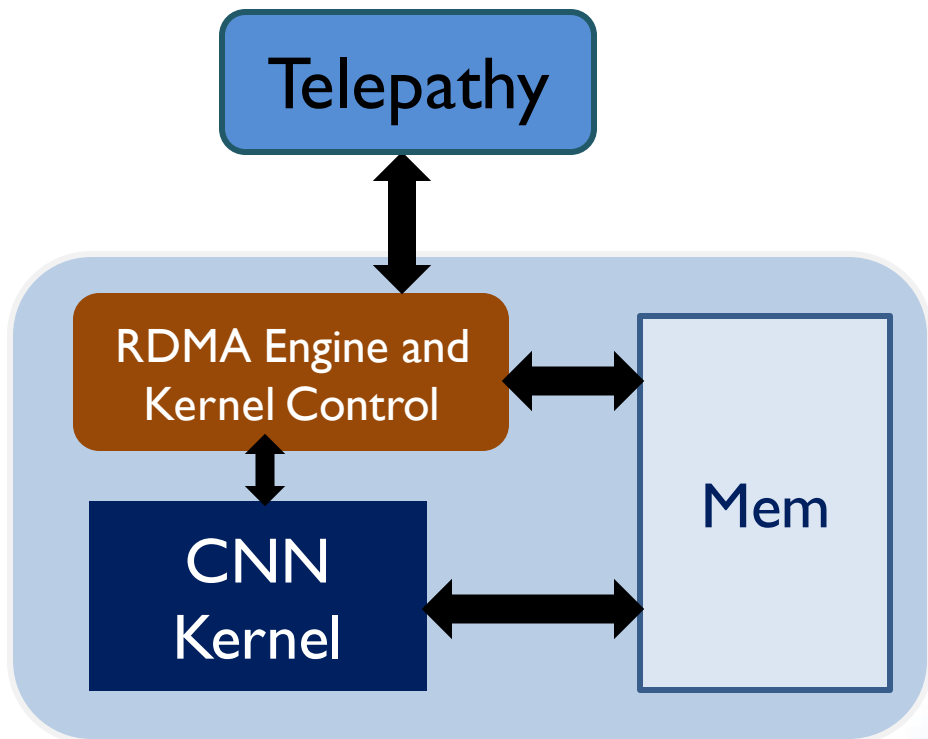 Telepathy
RDMA Engine and
Kernel Control
Mem
CNN
Kernel